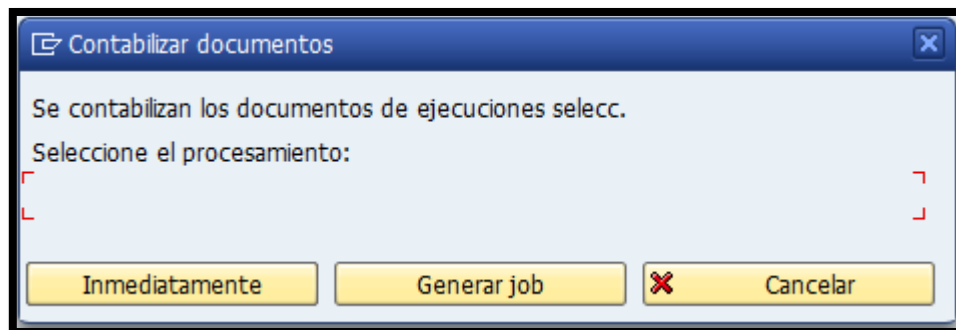 Contabilizar documentos
Se contabilizan los documentos de ejecuciones selecc.
Seleccione el procesamiento:
Inmediatamente Generar job Cancelar